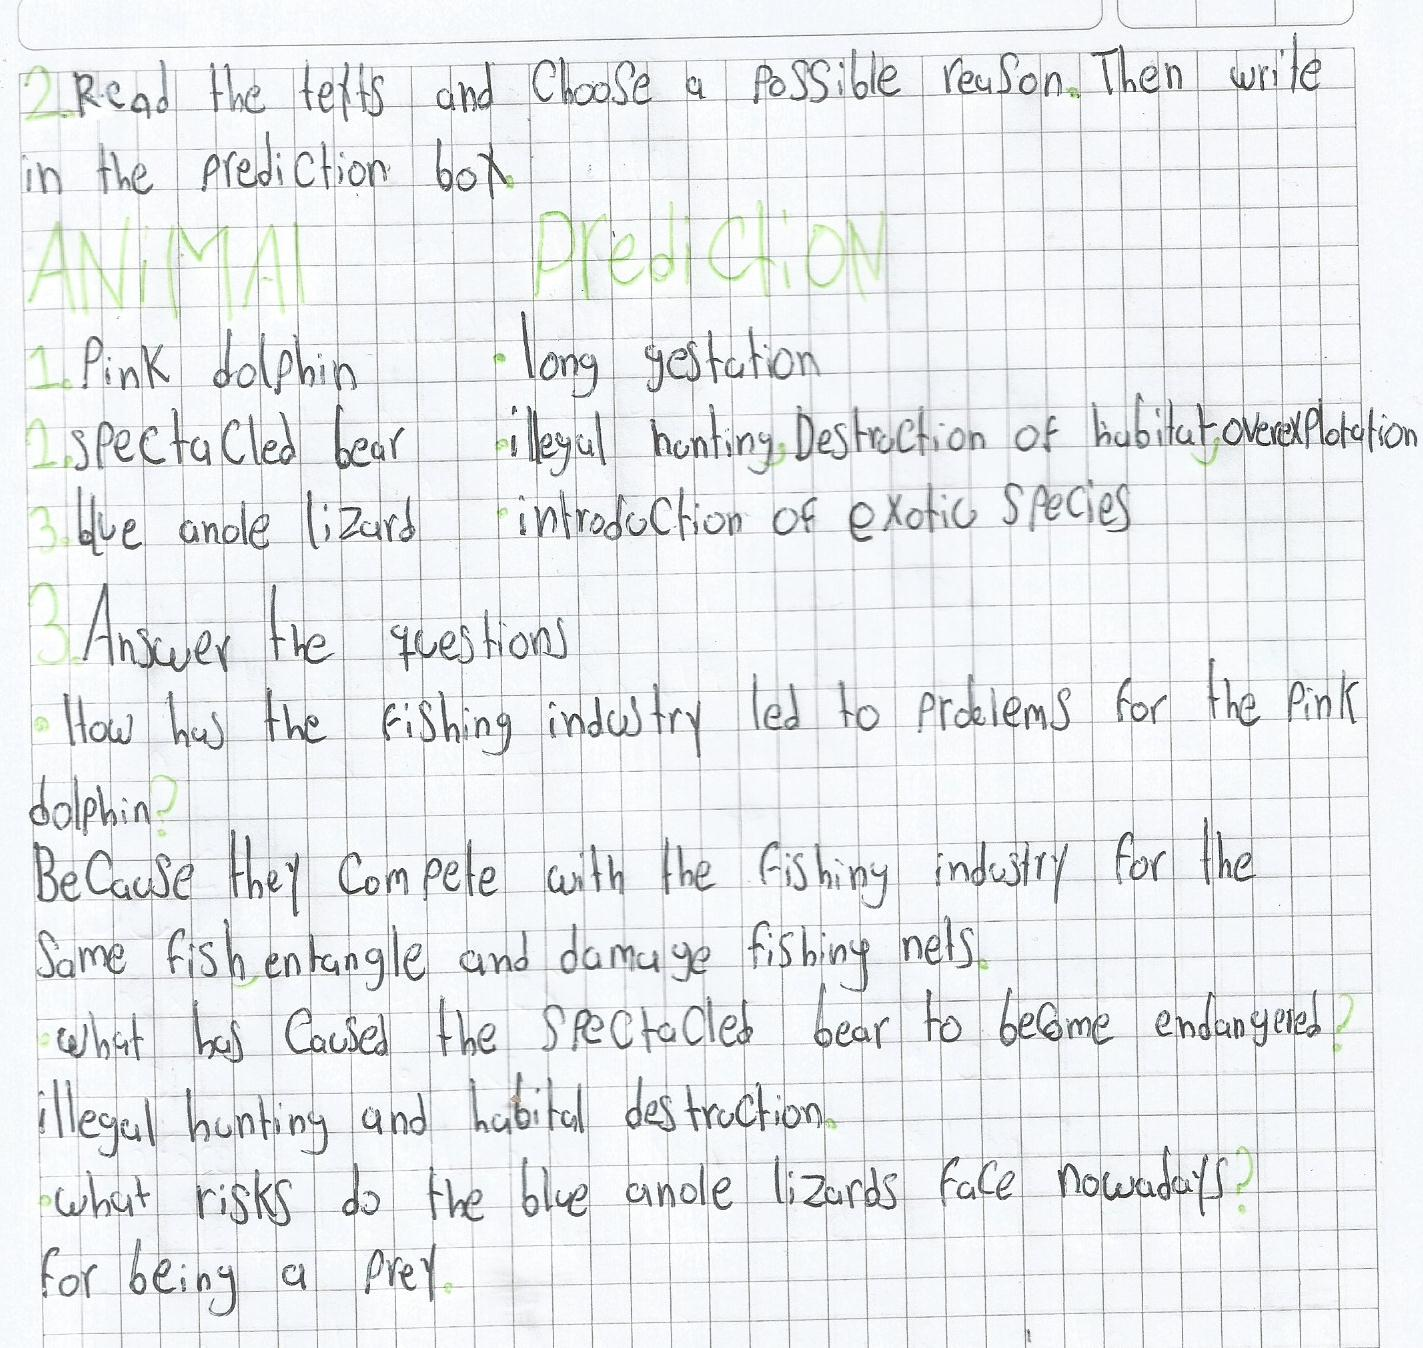 2. Read the texts and Choose a possible reason. Then write
in the prediction box.
ANiMAl Prediction
1. Pink dolphin · long gestation
2. spectacled bear · illegal hunting, Destruction of habitat, overexplotation
3. blue anole lizard · introduction of exotic species
3. Answer the questions
· How has the fishing industry led to problems for the pink
dolphin?
Because they compete with the fishing industry for the
Same fish, entangle and damage fishing nets.
· what has caused the spectacled bear to become endangered?
illegal hunting and habital destruction.
· what risks do the blue anole lizards face nowadays?
for being a prey.